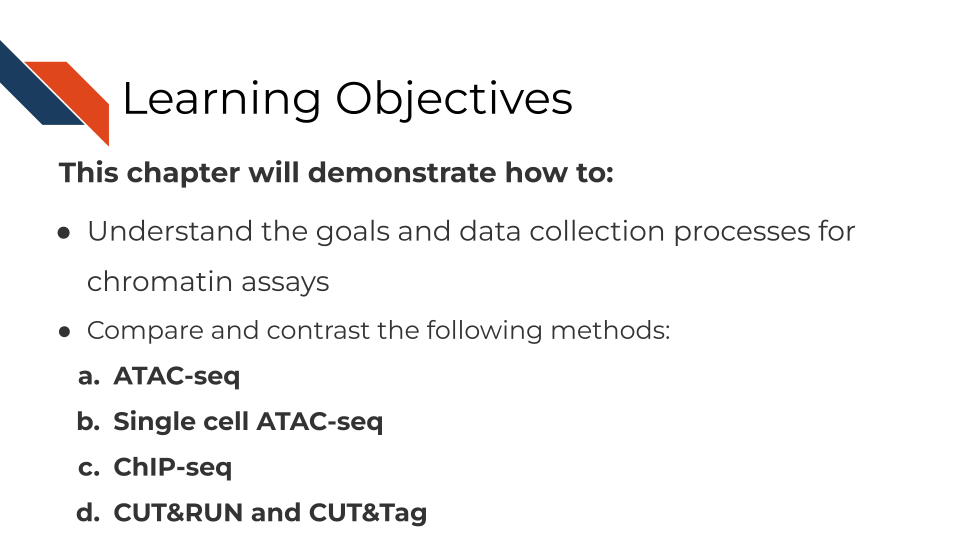 Learning Objectives
This chapter will demonstrate how to:
● Understand the goals and data collection processes for
chromatin assays
● Compare and contrast the following methods:
a. ATAC-seq
b. Single cell ATAC-seq
c. ChIP-seq
d. CUT&RUN and CUT&Tag